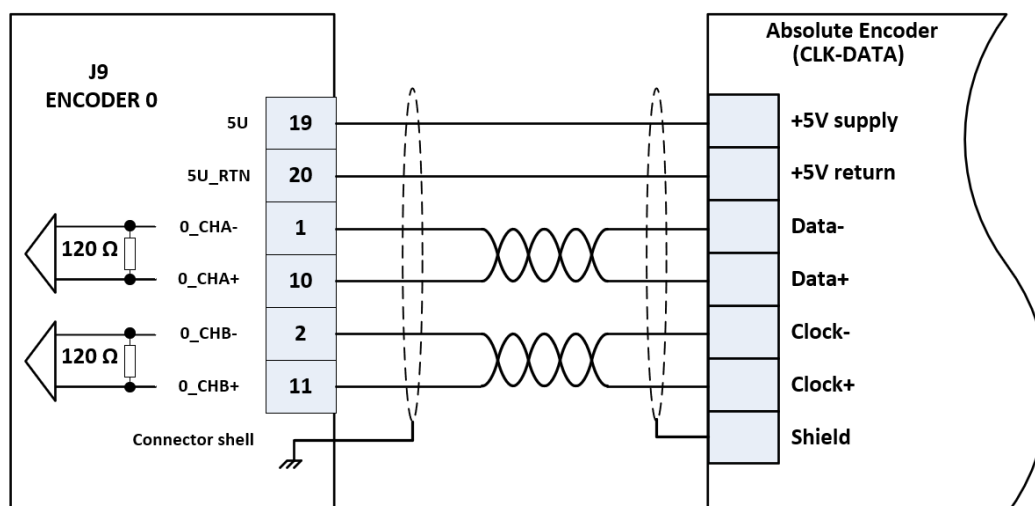 Absolute Encoder
(CLK-DATA)
J9
ENCODER 0
5U 19 +5V supply
5U_RTN 20 +5V return
0_CHA- 1 Data-
120 Ω
0_CHA+ 10 Data+
0_CHB- 2 Clock-
120 Ω
0_CHB+ 11 Clock+
Connector shell Shield